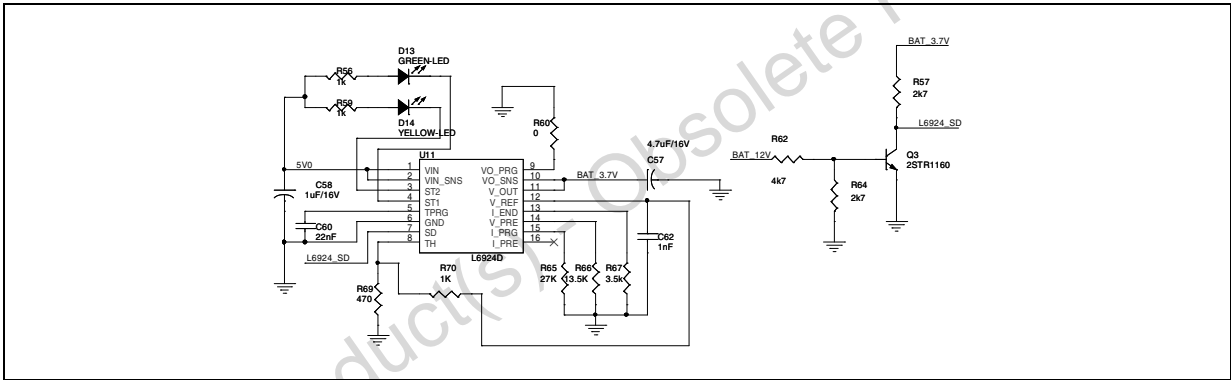 D13
GREEN-LED
R56
1k
R59
1k
D14
YELLOW-LED
R60
0
4.7uF/16V
C57
BAT_3.7V
R57
2k7
L6924_SD
R62
BAT_12V
4k7
Q3
2STR1160
R64
2k7
5V0
C58
1uF/16V
C60
22nF
L6924_SD
U11
1 VIN VO_PRG 9
2 VIN_SNS VO_SNS 10
3 ST2 V_OUT 11
4 ST1 V_REF 12
5 TPRG I_END 13
6 GND V_PRE 14
7 SD I_PRG 15
8 TH I_PRE 16
L6924D
BAT_3.7V
C62
1nF
R70
1K
R69
470
R65
27K
R66
13.5K
R67
3.5k
duct(s) - Obsolete